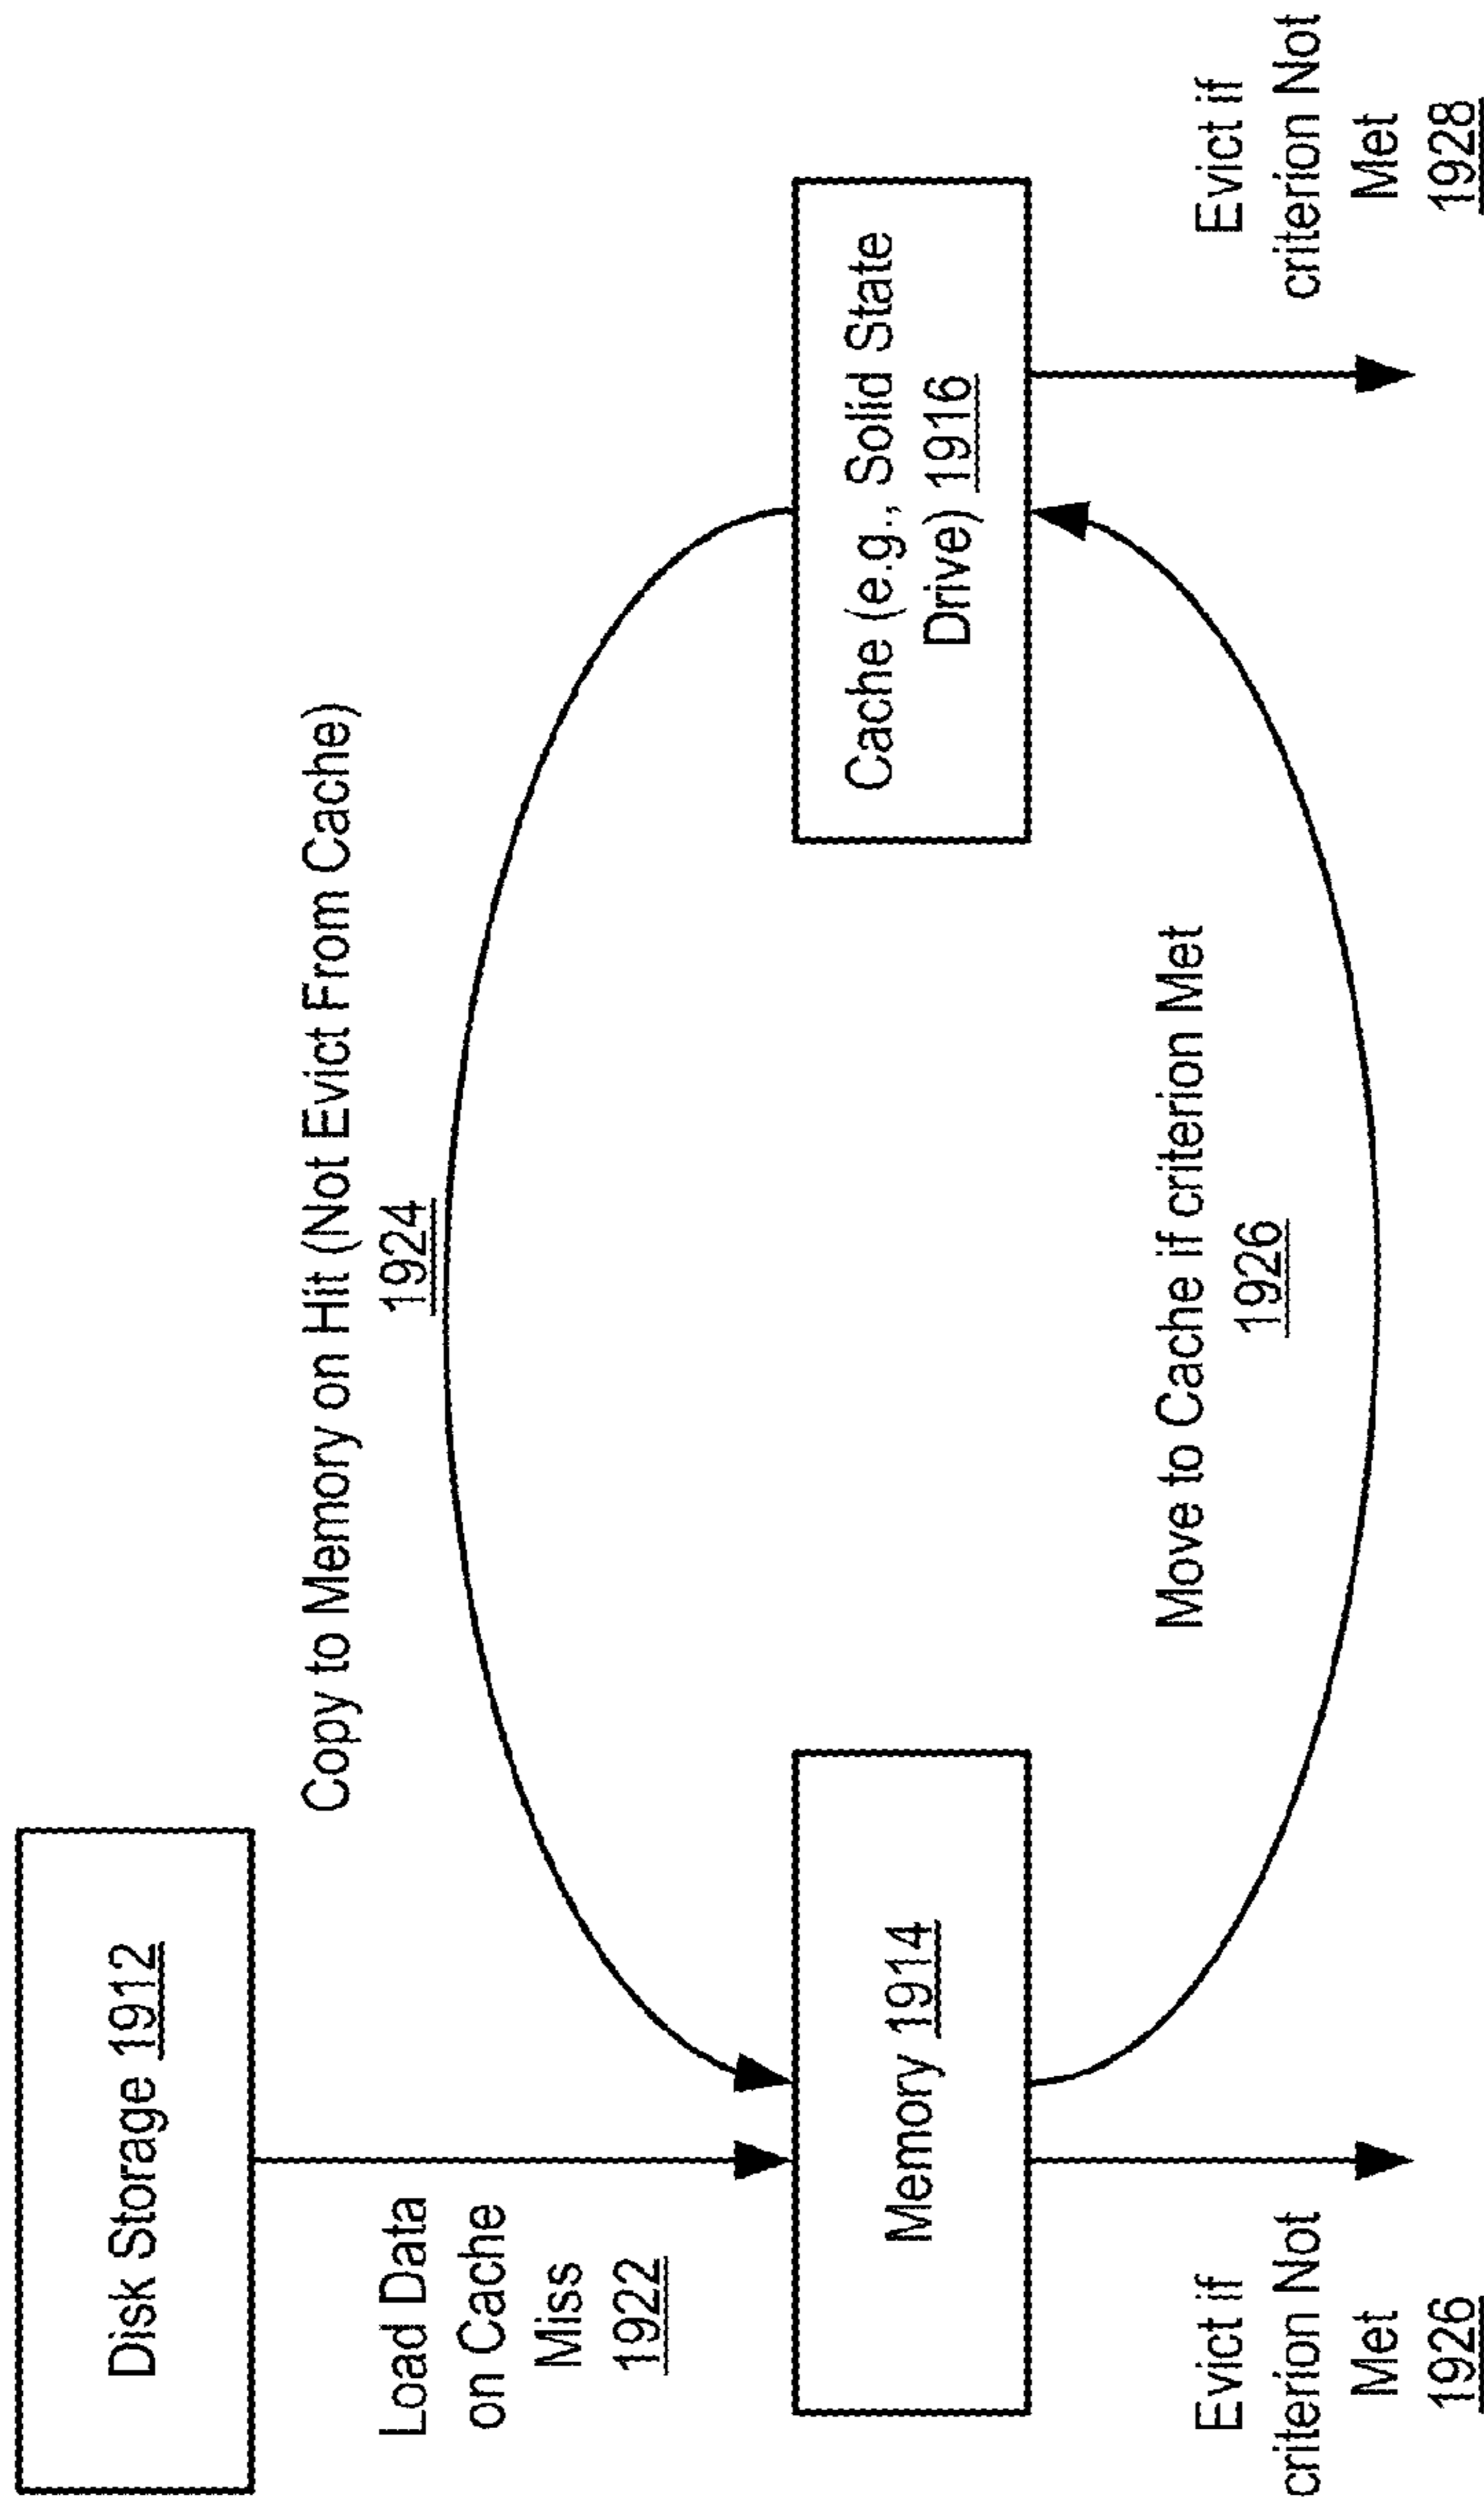 Disk Storage 1912
Copy to Memory on Hit (Not Evict From Cache)
1924
Load Data
on Cache
Miss
1922
Memory 1914
Cache (e.g., Solid State
Drive) 1916
Move to Cache if criterion Met
1926
Evict if
criterion Not
Met
1926
Evict if
criterion Not
Met
1928